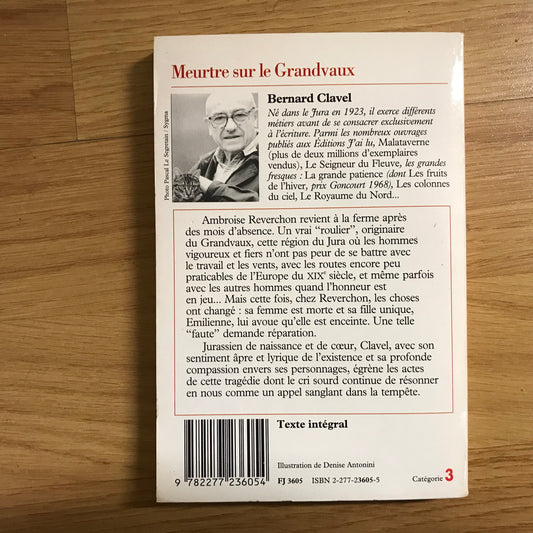 Meurtre sur le Grandvaux
Photo Pascal Le Segretain / Sygma
Bernard Clavel
Né dans le Jura en 1923, il exerce différents
métiers avant de se consacrer exclusivement
à l'écriture. Parmi les nombreux ouvrages
publiés aux Éditions J'ai lu, Malataverne
(plus de deux millions d'exemplaires
vendus), Le Seigneur du Fleuve, les grandes
fresques : La grande patience (dont Les fruits
de l'hiver, prix Goncourt 1968), Les colonnes
du ciel, Le Royaume du Nord...
Ambroise Reverchon revient à la ferme après
des mois d'absence. Un vrai "roulier", originaire
du Grandvaux, cette région du Jura où les hommes
vigoureux et fiers n'ont pas peur de se battre avec
le travail et les vents, avec les routes encore peu
praticables de l'Europe du XIXe siècle, et même parfois
avec les autres hommes quand l'honneur est
en jeu... Mais cette fois, chez Reverchon, les choses
ont changé : sa femme est morte et sa fille unique,
Emilienne, lui avoue qu'elle est enceinte. Une telle
"faute" demande réparation.
Jurassien de naissance et de cœur, Clavel, avec son
sentiment âpre et lyrique de l'existence et sa profonde
compassion envers ses personnages, égrène les actes
de cette tragédie dont le cri sourd continue de résonner
en nous comme un appel sanglant dans la tempête.
Texte intégral
Illustration de Denise Antonini
9 782277 236054
FJ 3605 ISBN 2-277-23605-5
Catégorie 3